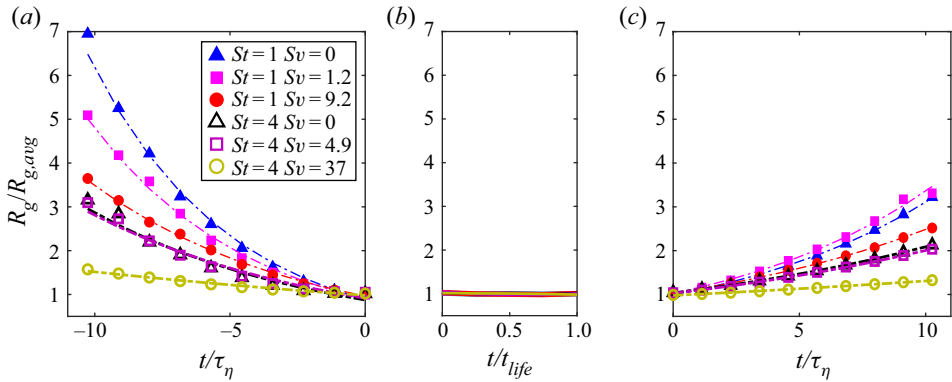 (a)
(b)
(c)
7
6
5
4
3
2
1
R_g/R_{g,avg}
St = 1 Sv = 0
St = 1 Sv = 1.2
St = 1 Sv = 9.2
St = 4 Sv = 0
St = 4 Sv = 4.9
St = 4 Sv = 37
−10
−5
0
t/τ_η
7
6
5
4
3
2
1
0
0.5
1.0
t/t_{life}
7
6
5
4
3
2
1
0
5
10
t/τ_η